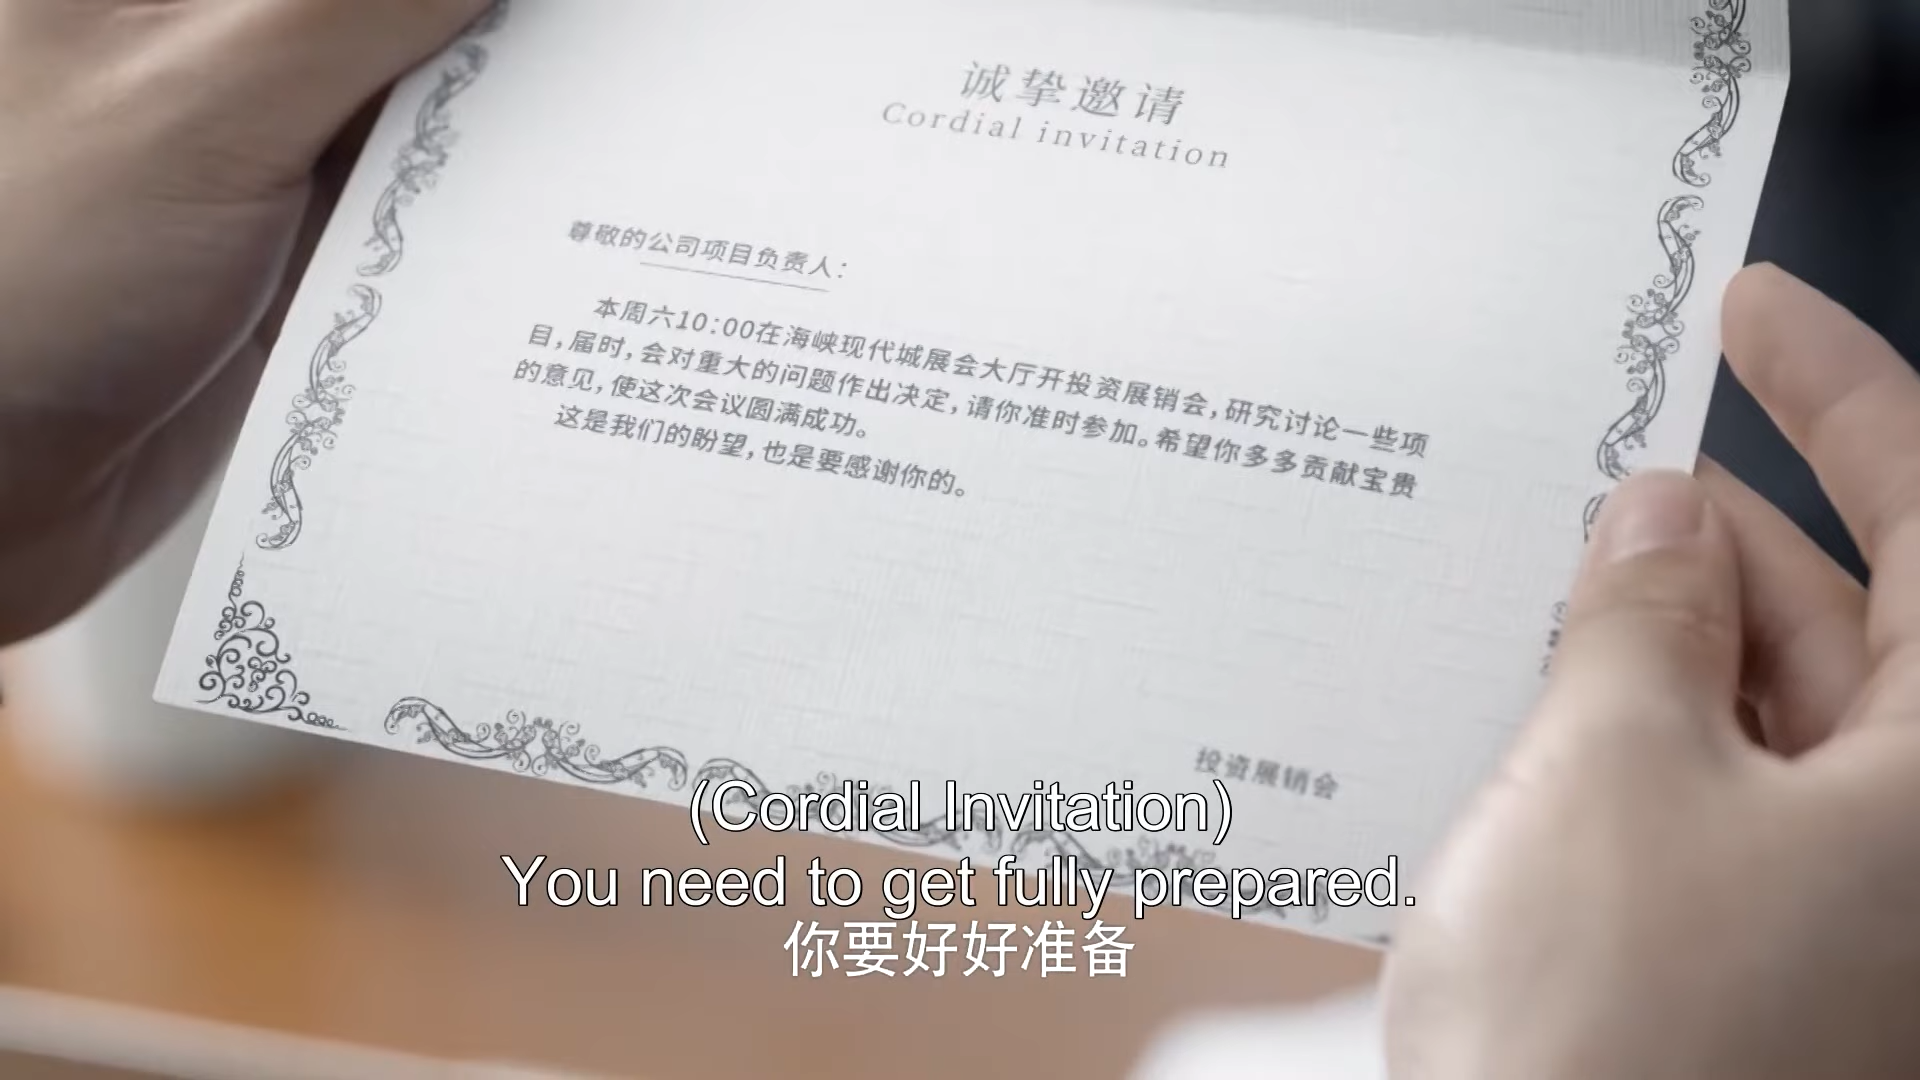 诚挚邀请
Cordial invitation
尊敬的公司项目负责人：
本周六10:00在海峡现代城展会大厅开投资展销会，研究讨论一些项
目，届时，会对重大的问题作出决定，请你准时参加。希望你多多贡献宝贵
的意见，使这次会议圆满成功。
这是我们的盼望，也是要感谢你的。
投资展销会
(Cordial Invitation)
You need to get fully prepared.
你要好好准备